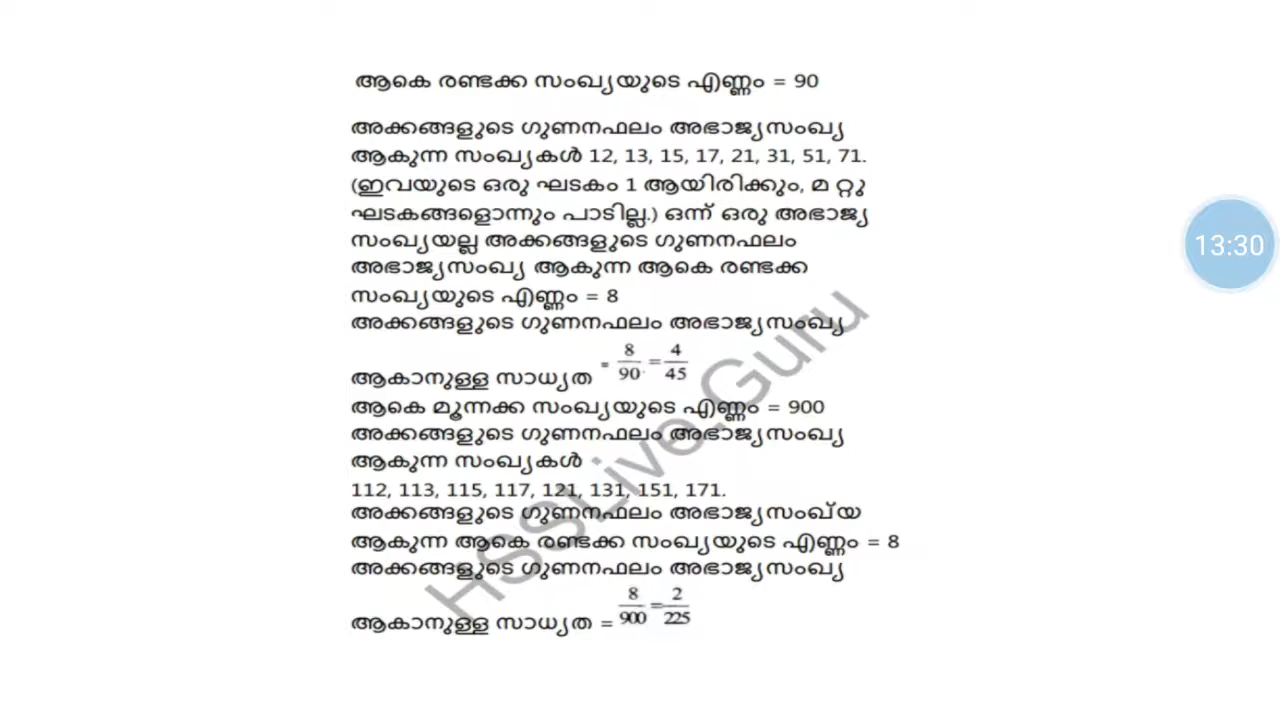 ആകെ രണ്ടക്ക സംഖ്യയുടെ എണ്ണം = 90
അക്കങ്ങളുടെ ഗുണനഫലം അഭാജ്യസംഖ്യ
ആകുന്ന സംഖ്യകൾ 12, 13, 15, 17, 21, 31, 51, 71.
(ഇവയുടെ ഒരു ഘടകം 1 ആയിരിക്കും, മ റ്റു
ഘടകങ്ങളൊന്നും പാടില്ല.) ഒന്ന് ഒരു അഭാജ്യ
സംഖ്യയല്ല അക്കങ്ങളുടെ ഗുണനഫലം
അഭാജ്യസംഖ്യ ആകുന്ന ആകെ രണ്ടക്ക
സംഖ്യയുടെ എണ്ണം = 8
അക്കങ്ങളുടെ ഗുണനഫലം അഭാജ്യസംഖ്യ
ആകാനുള്ള സാധ്യത = 8/90 = 4/45
ആകെ മൂന്നക്ക സംഖ്യയുടെ എണ്ണം = 900
അക്കങ്ങളുടെ ഗുണനഫലം അഭാജ്യസംഖ്യ
ആകുന്ന സംഖ്യകൾ
112, 113, 115, 117, 121, 131, 151, 171.
അക്കങ്ങളുടെ ഗുണനഫലം അഭാജ്യസംഖ്‌യ
ആകുന്ന ആകെ രണ്ടക്ക സംഖ്യയുടെ എണ്ണം = 8
അക്കങ്ങളുടെ ഗുണനഫലം അഭാജ്യസംഖ്യ
ആകാനുള്ള സാധ്യത = 8/900 = 2/225
HSSLive.Guru
13:30